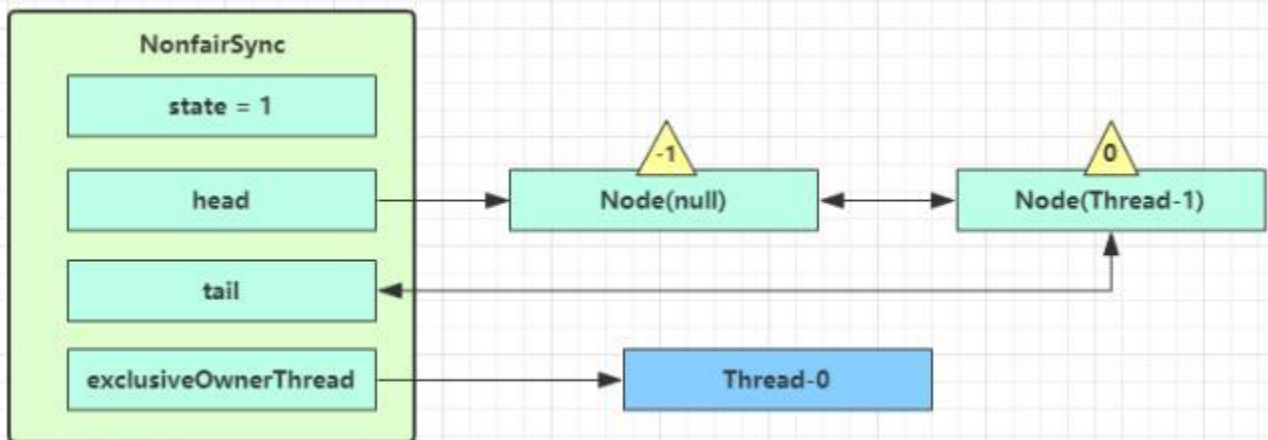 NonfairSync
state = 1
head
tail
exclusiveOwnerThread
-1
Node(null)
0
Node(Thread-1)
Thread-0